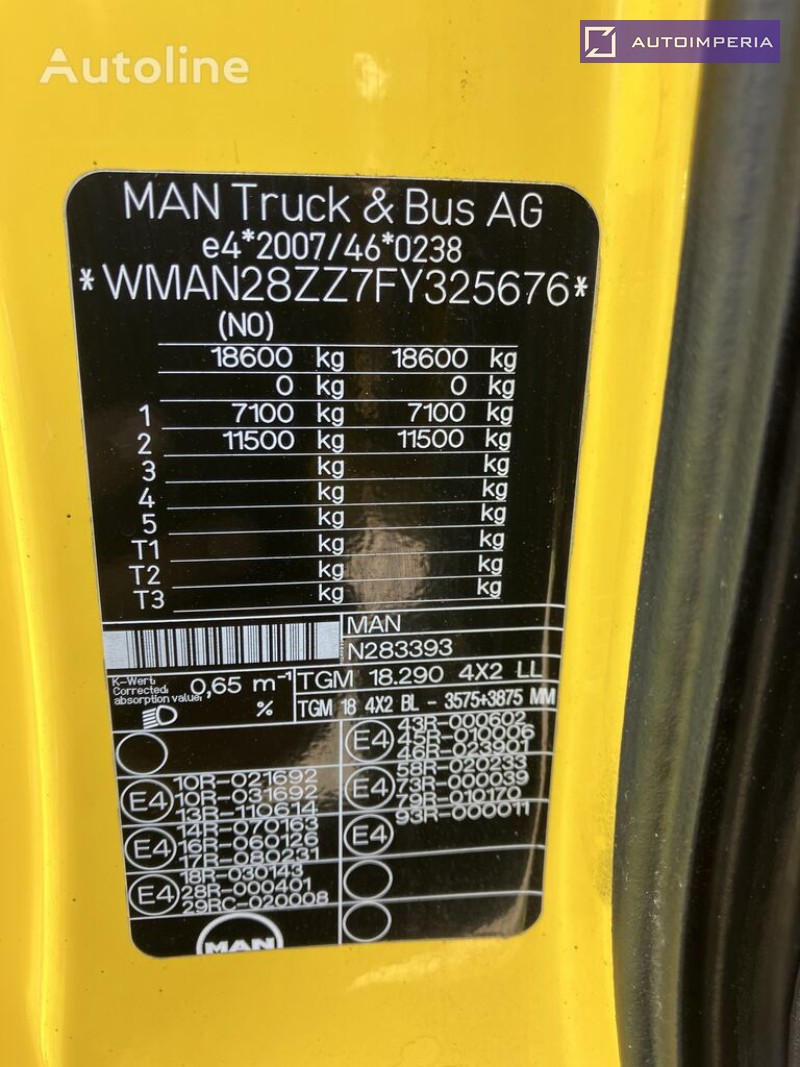 Autoline
AUTOIMPERIA
MAN Truck & Bus AG
e4*2007/46*0238
*WMAN28ZZ7FY325676*
(NO)
18600 kg 18600 kg
0 kg 0 kg
1 7100 kg 7100 kg
2 11500 kg 11500 kg
3 kg kg
4 kg kg
5 kg kg
T1 kg kg
T2 kg kg
T3 kg kg
MAN
N283393
K-Wert,
Corrected
absorption value:
0,65 m⁻¹
%
TGM 18.290 4X2 LL
TGM 18 4X2 BL - 3575+3875 MM
E4
10R-021692
10R-031692
13R-110614
E4
14R-070163
16R-060126
17R-080231
E4
18R-030143
28R-000401
29RC-020008
E4
43R-000602
45R-010006
46R-023901
E4
58R-020233
73R-000039
79R-010170
E4
93R-000011
MAN